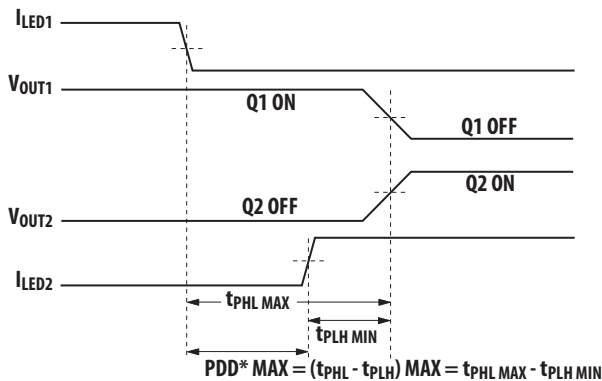 ILED1
VOUT1
Q1 ON
Q1 OFF
Q2 ON
Q2 OFF
VOUT2
ILED2
tPHL MAX
tPLH MIN
PDD* MAX = (tPHL - tPLH) MAX = tPHL MAX - tPLH MIN